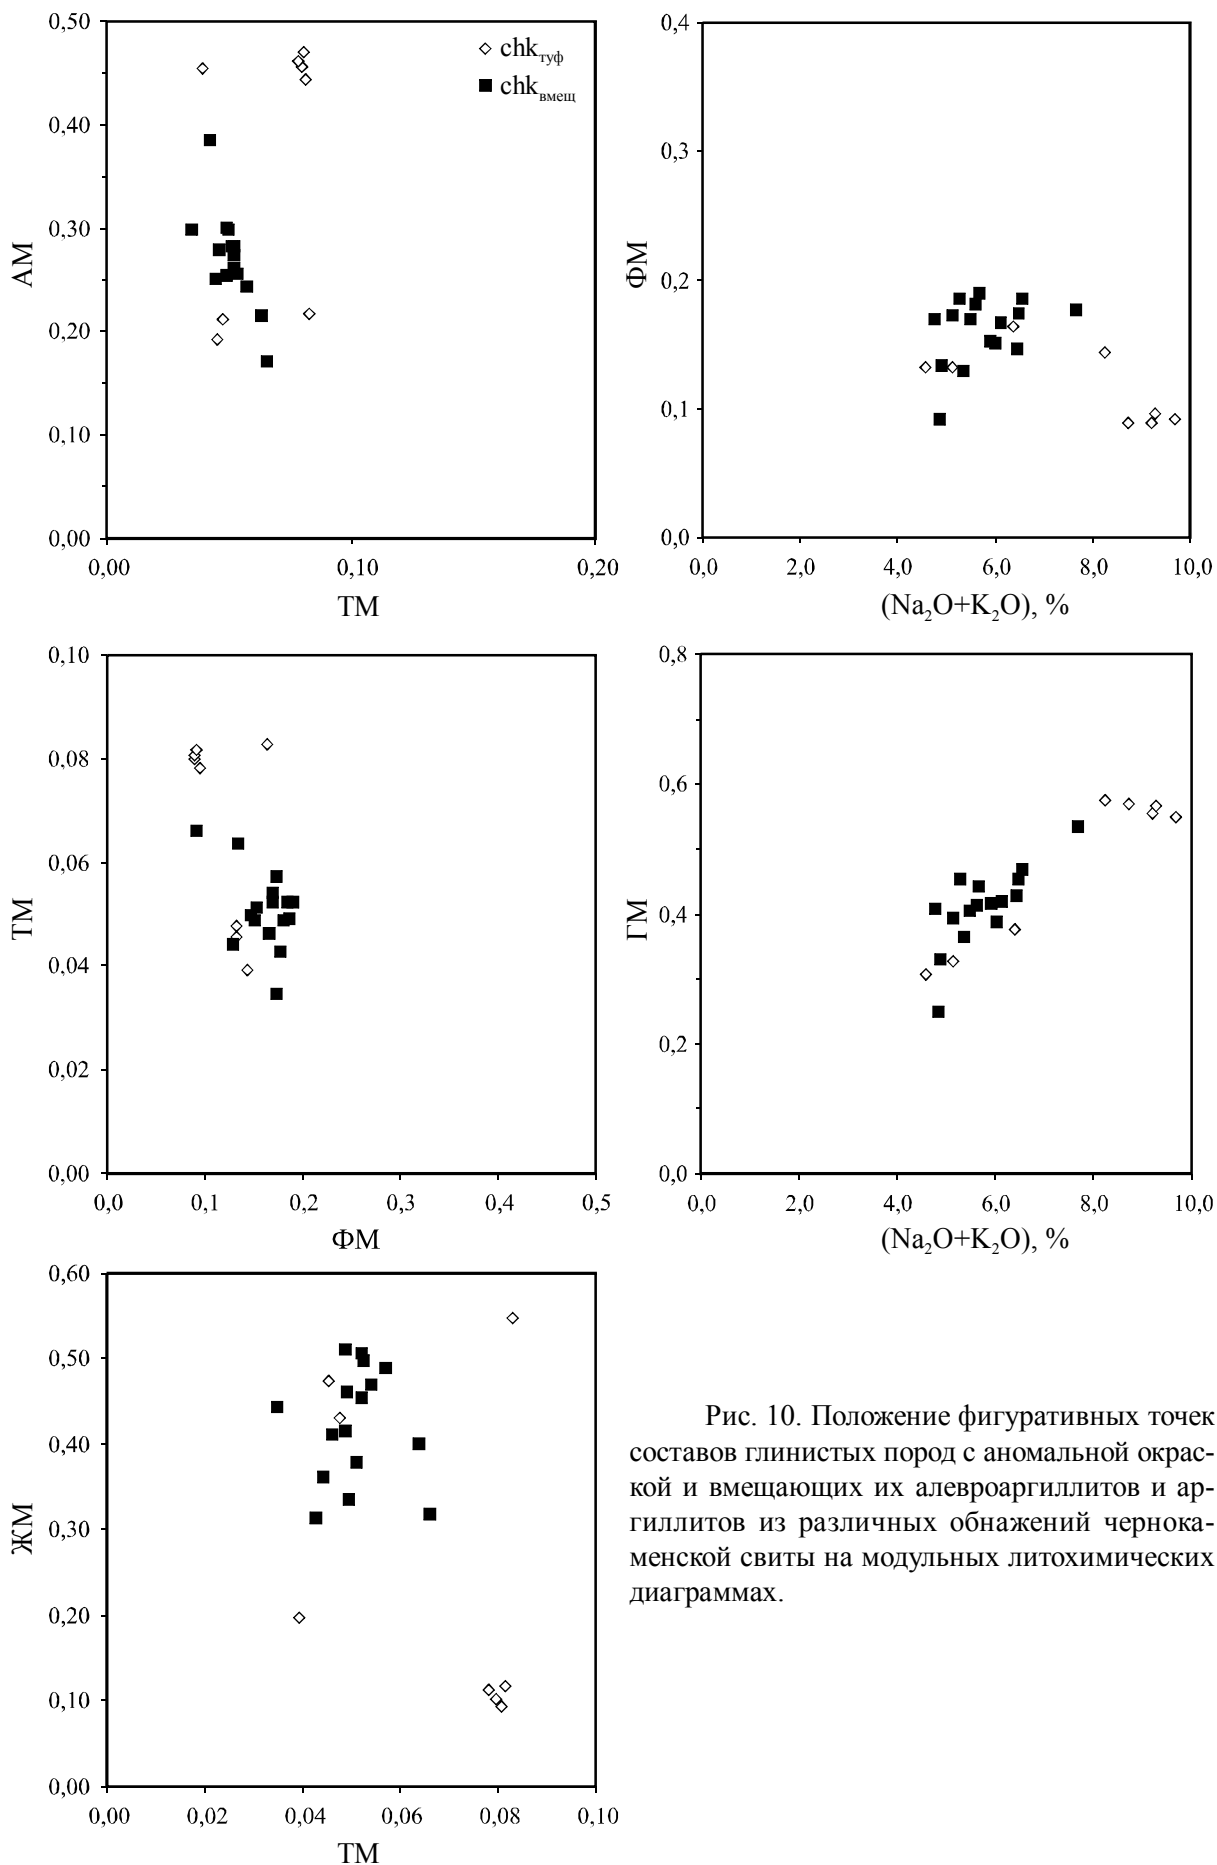 0,50
0,40
0,30
0,20
0,10
0,00
АМ
0,00 0,10 0,20
ТМ
chkтуф
chkвмещ
0,4
0,3
0,2
0,1
0,0
ФМ
0,0 2,0 4,0 6,0 8,0 10,0
(Na₂O+K₂O), %
0,10
0,08
0,06
0,04
0,02
0,00
ТМ
0,0 0,1 0,2 0,3 0,4 0,5
ФМ
0,8
0,6
0,4
0,2
0,0
ГМ
0,0 2,0 4,0 6,0 8,0 10,0
(Na₂O+K₂O), %
0,60
0,50
0,40
0,30
0,20
0,10
0,00
ЖМ
0,00 0,02 0,04 0,06 0,08 0,10
ТМ
Рис. 10. Положение фигуративных точек
составов глинистых пород с аномальной окрас-
кой и вмещающих их алевроаргиллитов и ар-
гиллитов из различных обнажений чернока-
менской свиты на модульных литохимических
диаграммах.